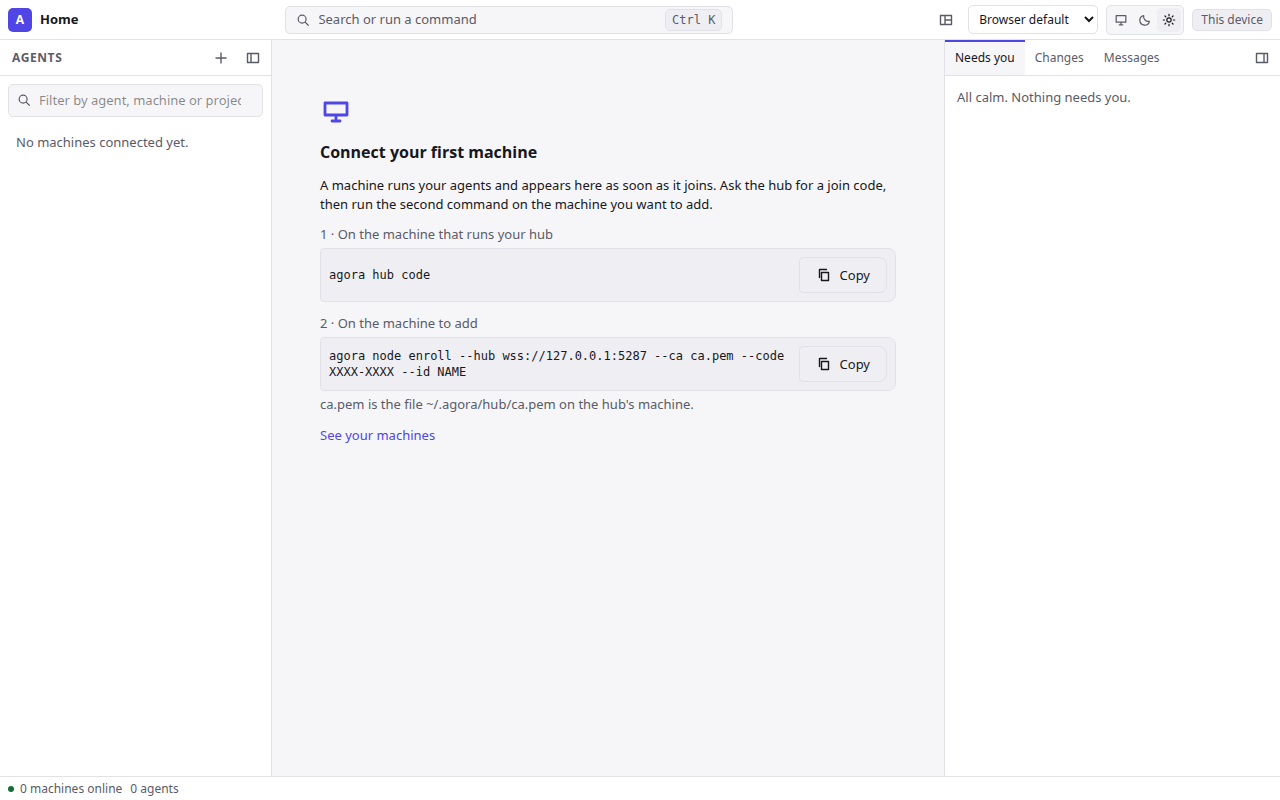 A Home
Search or run a command Ctrl K
Browser default
This device
AGENTS
Filter by agent, machine or projec
No machines connected yet.
Connect your first machine
A machine runs your agents and appears here as soon as it joins. Ask the hub for a join code,
then run the second command on the machine you want to add.
1 · On the machine that runs your hub
agora hub code
Copy
2 · On the machine to add
agora node enroll --hub wss://127.0.0.1:5287 --ca ca.pem --code
XXXX-XXXX --id NAME
Copy
ca.pem is the file ~/.agora/hub/ca.pem on the hub's machine.
See your machines
Needs you Changes Messages
All calm. Nothing needs you.
0 machines online 0 agents